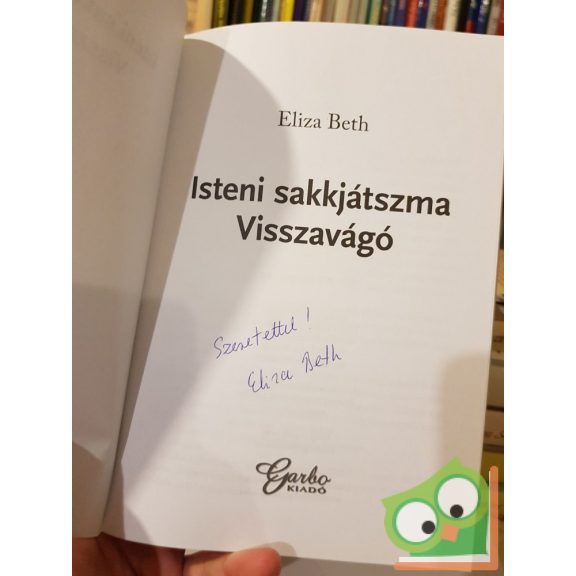 Eliza Beth
Isteni sakkjátszma
Visszavágó
Szeretettel!
Eliza Beth
Garbo
KIADÓ